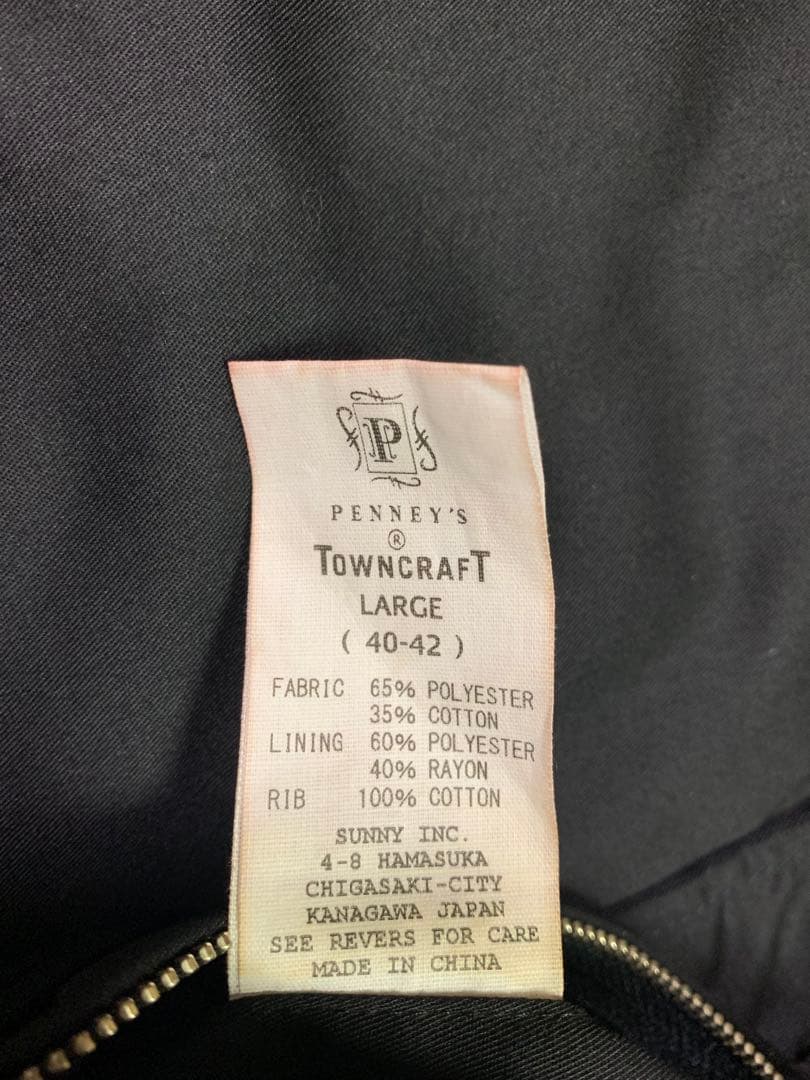 P
PENNEY'S
®
TOWNCRAFT
LARGE
( 40-42 )
FABRIC 65% POLYESTER
35% COTTON
LINING 60% POLYESTER
40% RAYON
RIB 100% COTTON
SUNNY INC.
4-8 HAMASUKA
CHIGASAKI-CITY
KANAGAWA JAPAN
SEE REVERS FOR CARE
MADE IN CHINA